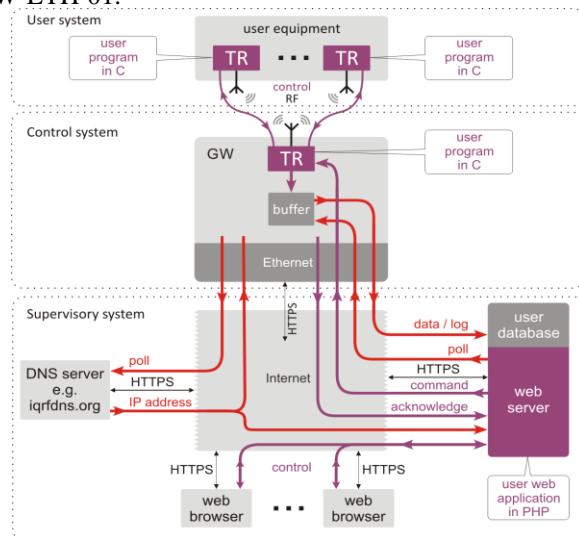 User system
user equipment
user
program
in C
TR
TR
user
program
in C
control
RF
Control system
GW
TR
user
program
in C
buffer
Ethernet
Supervisory system
HTTPS
data / log
user
database
poll
poll
DNS server
e.g.
iqrfdns.org
HTTPS
Internet
HTTPS
command
web
server
IP address
acknowledge
HTTPS
control
HTTPS
web
browser
web
browser
user web
application
in PHP